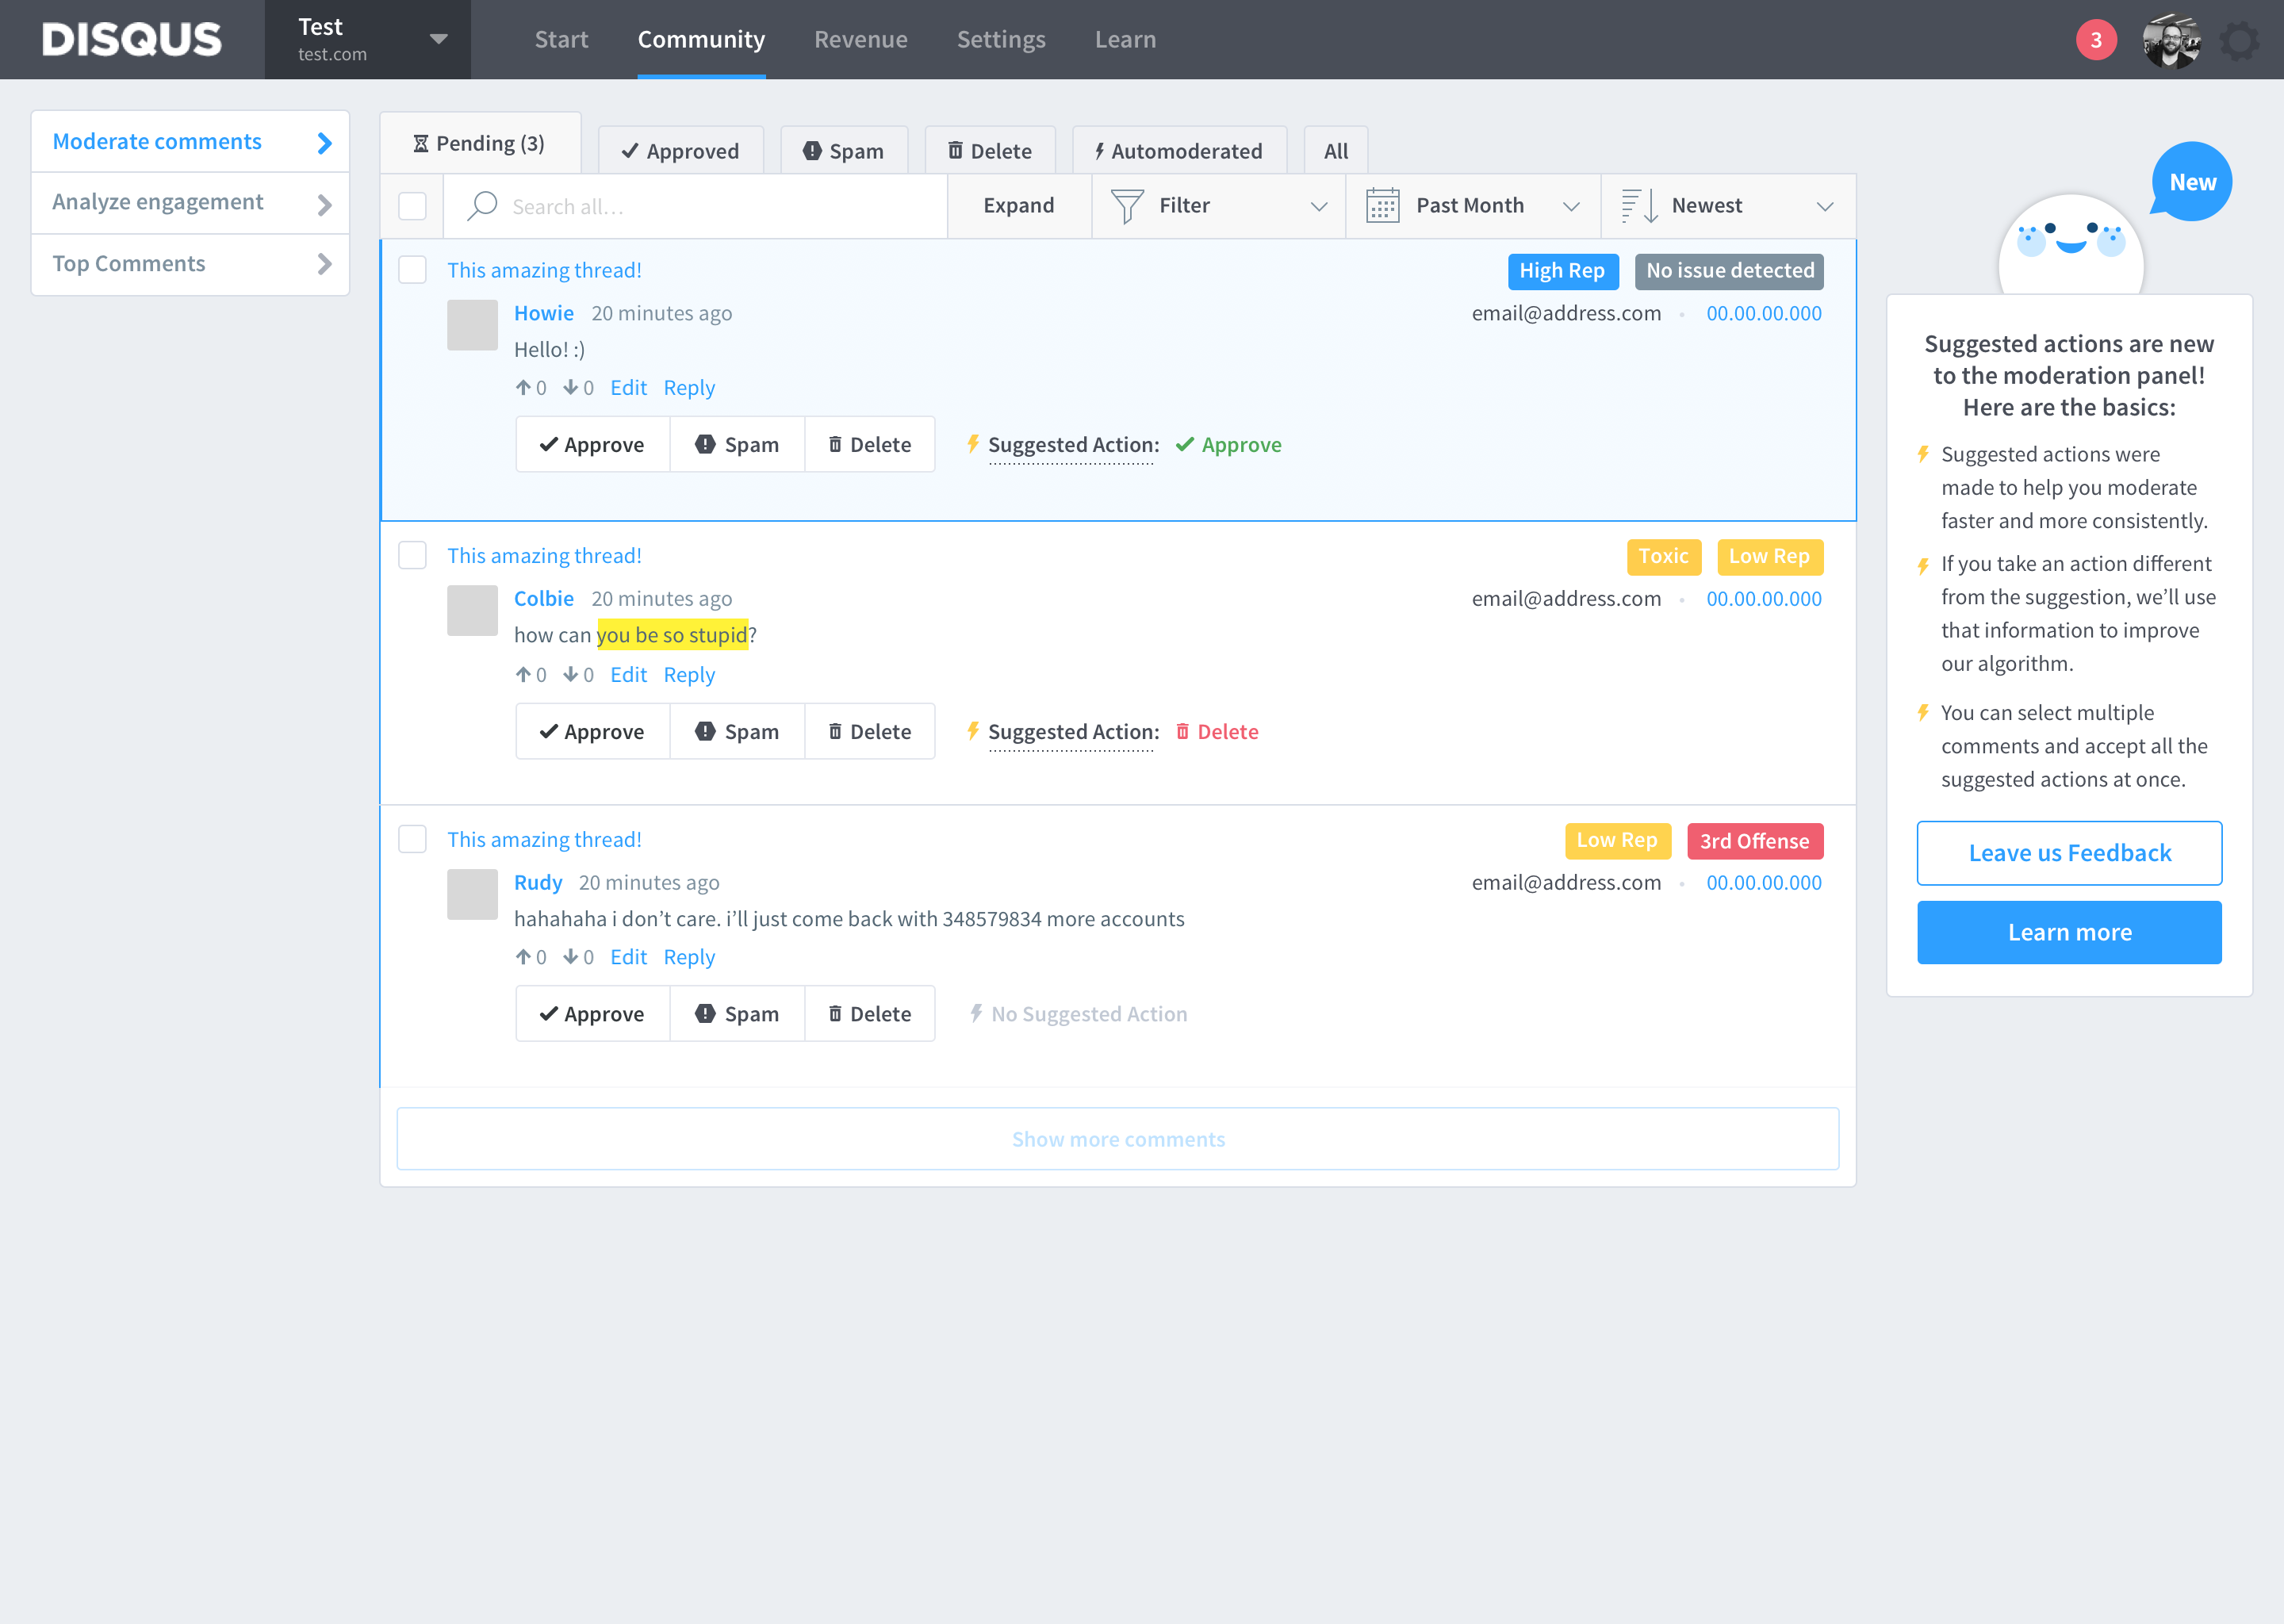 DISQUS
Test
test.com
Start Community Revenue Settings Learn
3
Moderate comments
Analyze engagement
Top Comments
Pending (3) Approved Spam Delete Automoderated All
Search all... Expand Filter Past Month Newest
This amazing thread! High Rep No issue detected
Howie 20 minutes ago email@address.com • 00.00.00.000
Hello! :)
0 0 Edit Reply
Approve Spam Delete Suggested Action: Approve
This amazing thread! Toxic Low Rep
Colbie 20 minutes ago email@address.com • 00.00.00.000
how can you be so stupid?
0 0 Edit Reply
Approve Spam Delete Suggested Action: Delete
This amazing thread! Low Rep 3rd Offense
Rudy 20 minutes ago email@address.com • 00.00.00.000
hahahaha i don’t care. i’ll just come back with 348579834 more accounts
0 0 Edit Reply
Approve Spam Delete No Suggested Action
Show more comments
New
Suggested actions are new
to the moderation panel!
Here are the basics:
Suggested actions were
made to help you moderate
faster and more consistently.
If you take an action different
from the suggestion, we’ll use
that information to improve
our algorithm.
You can select multiple
comments and accept all the
suggested actions at once.
Leave us Feedback
Learn more